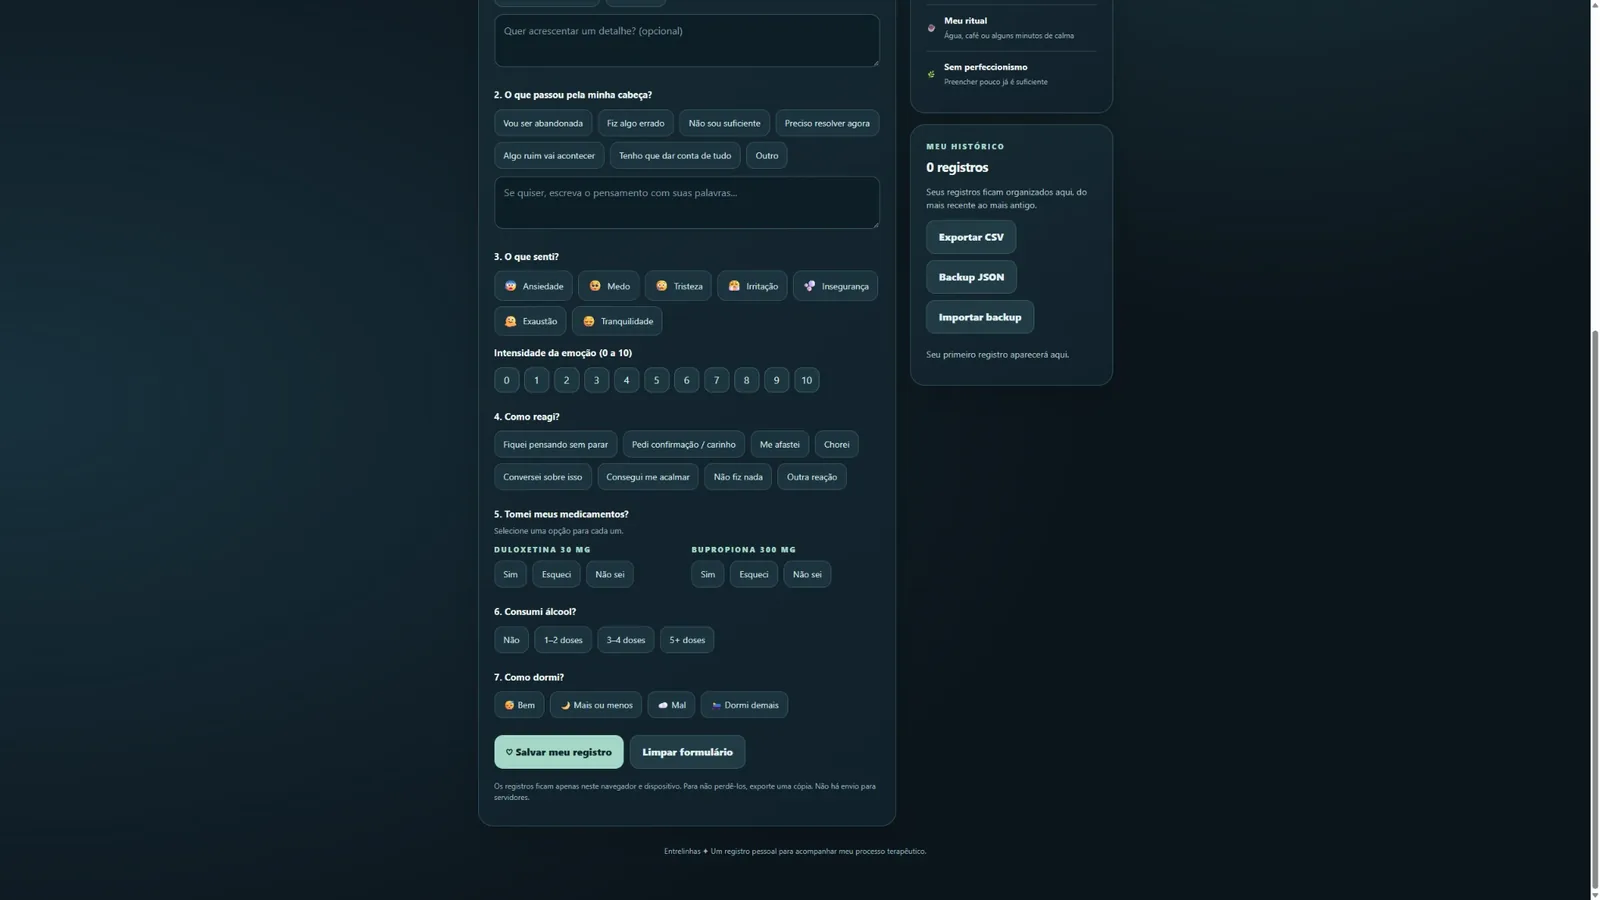 Quer acrescentar um detalhe? (opcional)
2. O que passou pela minha cabeça?
Vou ser abandonada
Fiz algo errado
Não sou suficiente
Preciso resolver agora
Algo ruim vai acontecer
Tenho que dar conta de tudo
Outro
Se quiser, escreva o pensamento com suas palavras...
3. O que senti?
Ansiedade
Medo
Tristeza
Irritação
Insegurança
Exaustão
Tranquilidade
Intensidade da emoção (0 a 10)
0
1
2
3
4
5
6
7
8
9
10
4. Como reagi?
Fiquei pensando sem parar
Pedi confirmação / carinho
Me afastei
Chorei
Conversei sobre isso
Consegui me acalmar
Não fiz nada
Outra reação
5. Tomei meus medicamentos?
Selecione uma opção para cada um.
DULOXETINA 30 MG
Sim
Esqueci
Não sei
BUPROPIONA 300 MG
Sim
Esqueci
Não sei
6. Consumi álcool?
Não
1–2 doses
3–4 doses
5+ doses
7. Como dormi?
Bem
Mais ou menos
Mal
Dormi demais
♡ Salvar meu registro
Limpar formulário
Os registros ficam apenas neste navegador e dispositivo. Para não perdê-los, exporte uma cópia. Não há envio para
servidores.
Meu ritual
Água, café ou alguns minutos de calma
Sem perfeccionismo
Preencher pouco já é suficiente
MEU HISTÓRICO
0 registros
Seus registros ficam organizados aqui, do
mais recente ao mais antigo.
Exportar CSV
Backup JSON
Importar backup
Seu primeiro registro aparecerá aqui.
Entrelinhas ✦ Um registro pessoal para acompanhar meu processo terapêutico.